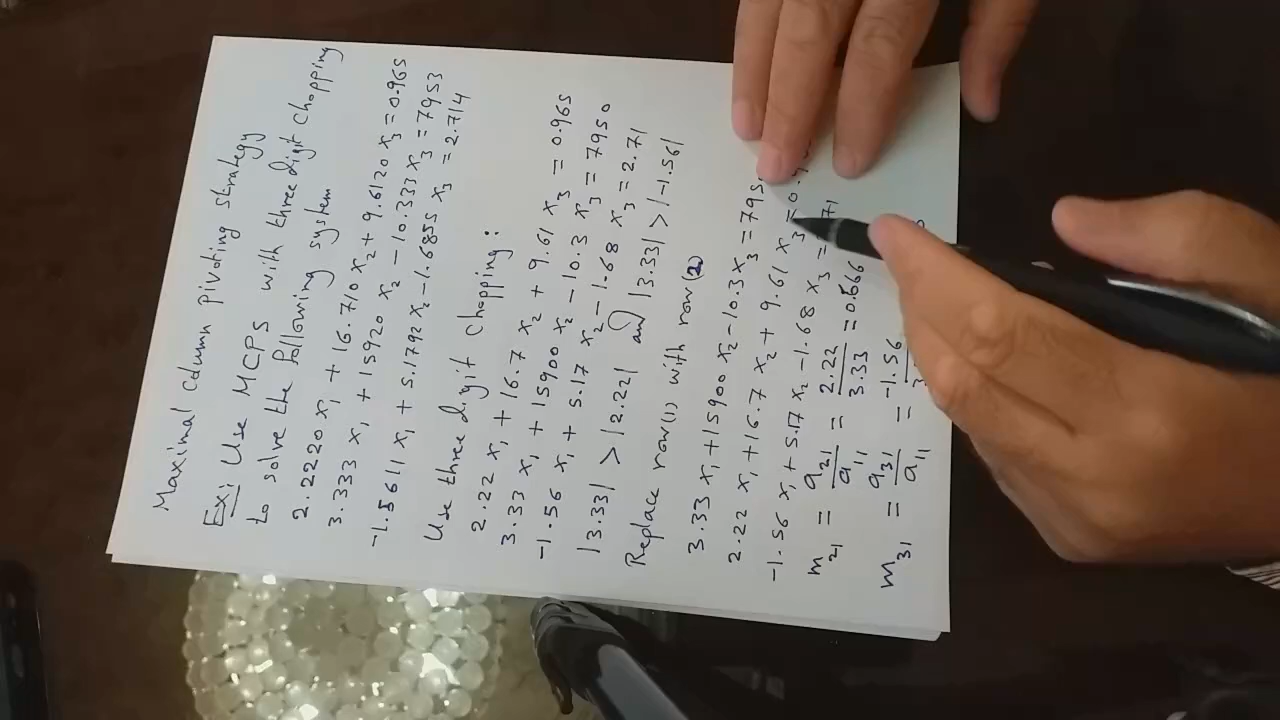 Maximal Column Pivoting Strategy
Ex: Use MCPS with three digit chopping
to solve the following system
2.2220 x₁ + 16.710 x₂ + 9.6120 x₃ = 0.965
3.333 x₁ + 15920 x₂ - 10.333 x₃ = 7953
-1.5611 x₁ + 5.1792 x₂ - 1.6855 x₃ = 2.714
Use three digit chopping:
2.22 x₁ + 16.7 x₂ + 9.61 x₃ = 0.965
3.33 x₁ + 15900 x₂ - 10.3 x₃ = 7950
-1.56 x₁ + 5.17 x₂ - 1.68 x₃ = 2.71
|3.33| > |2.22| and |3.33| > |-1.56|
Replace row(1) with row(2)
3.33 x₁ + 15900 x₂ - 10.3 x₃ = 795
2.22 x₁ + 16.7 x₂ + 9.61 x₃ = 0.9
-1.56 x₁ + 5.17 x₂ - 1.68 x₃ = 71
m₂₁ = a₂₁/a₁₁ = 2.22/3.33 = 0.666
m₃₁ = a₃₁/a₁₁ = -1.56